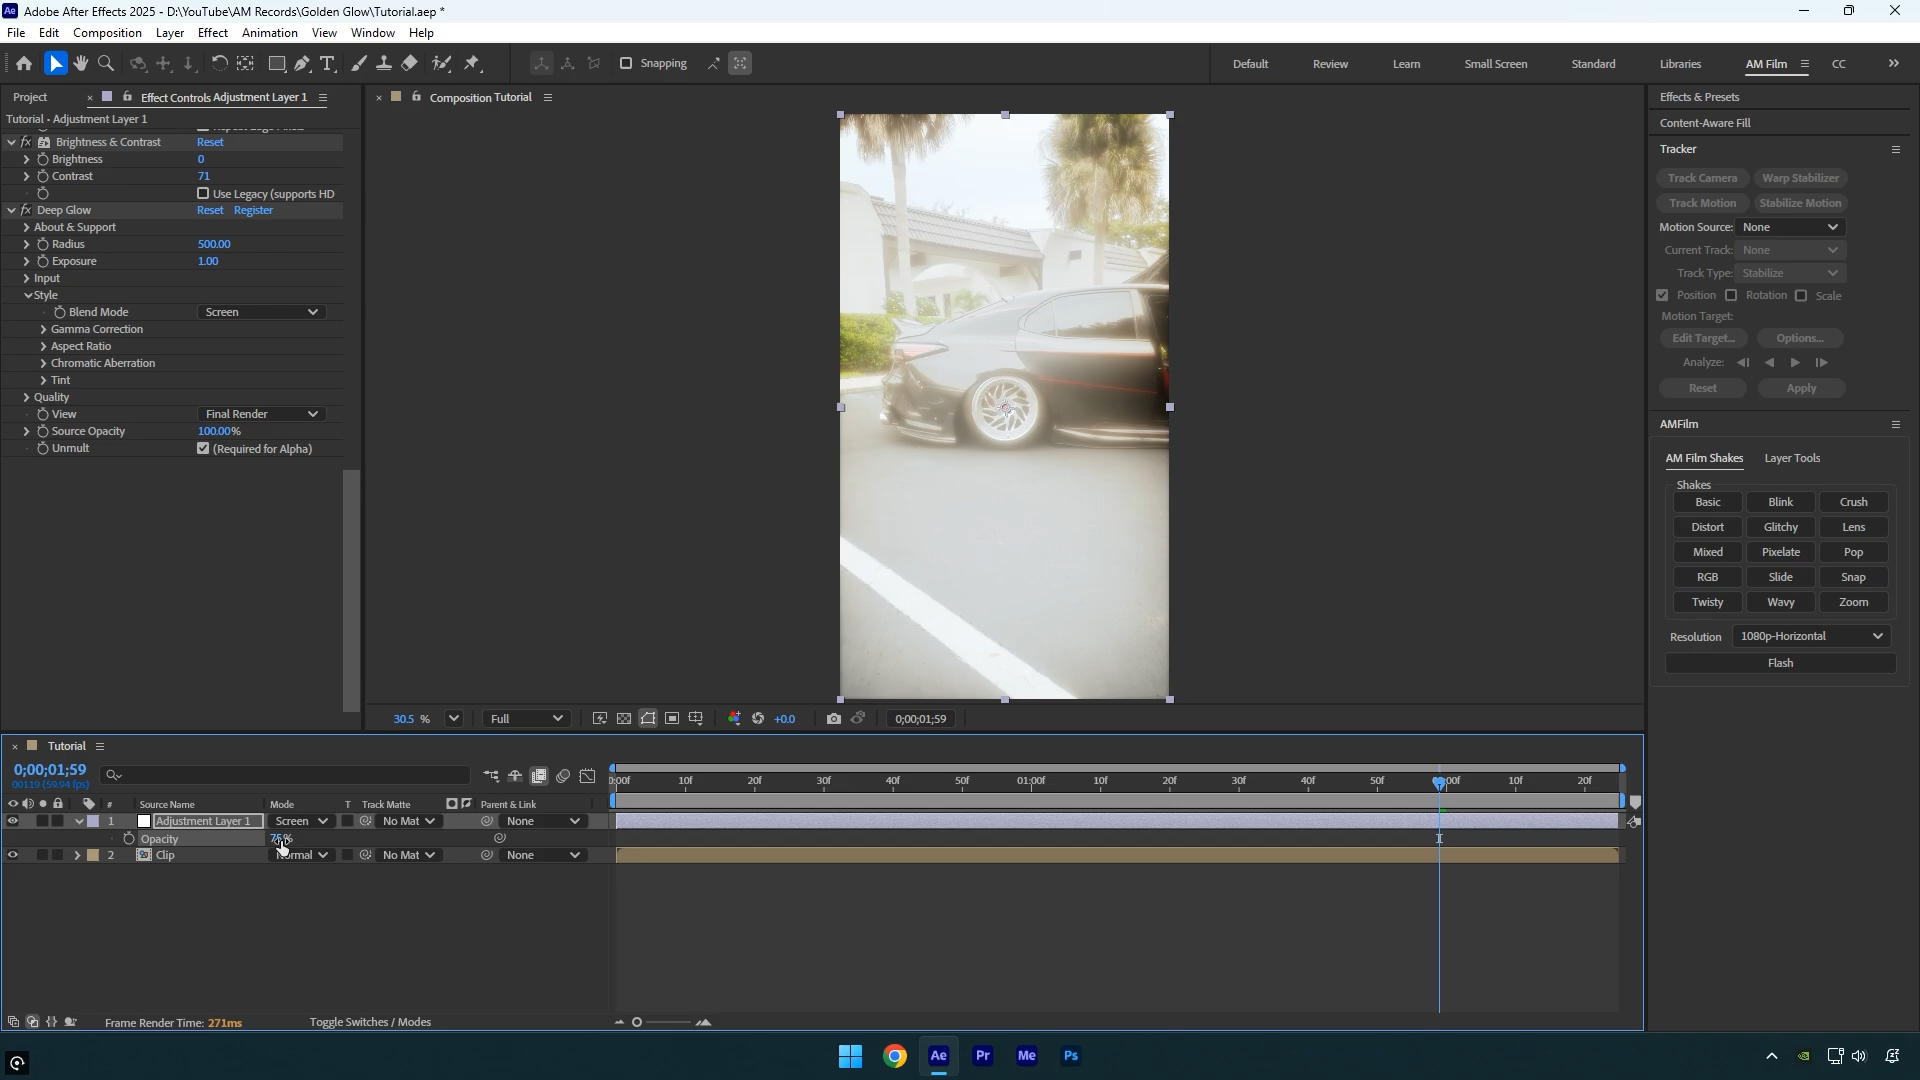 Adobe After Effects 2025 - D:\YouTube\AM Records\Golden Glow\Tutorial.aep *
File Edit Composition Layer Effect Animation View Window Help
Snapping
Default Review Learn Small Screen Standard Libraries AM Film CC
Project Effect Controls Adjustment Layer 1
Tutorial - Adjustment Layer 1
Brightness & Contrast Reset
Brightness 0
Contrast 71
Use Legacy (supports HD
Deep Glow Reset Register
About & Support
Radius 500.00
Exposure 1.00
Input
Style
Blend Mode Screen
Gamma Correction
Aspect Ratio
Chromatic Aberration
Tint
Quality
View Final Render
Source Opacity 100.00%
Unmult (Required for Alpha)
Composition Tutorial
30.5 % Full +0.0 0;00;01;59
Effects & Presets
Content-Aware Fill
Tracker
Track Camera Warp Stabilizer
Track Motion Stabilize Motion
Motion Source: None
Current Track: None
Track Type: Stabilize
Position Rotation Scale
Motion Target:
Edit Target... Options...
Analyze:
Reset Apply
AMFilm
AM Film Shakes Layer Tools
Shakes
Basic Blink Crush
Distort Glitchy Lens
Mixed Pixelate Pop
RGB Slide Snap
Twisty Wavy Zoom
Resolution 1080p-Horizontal
Flash
Tutorial
0;00;01;59
00119 (59.94 fps)
10f 20f 30f 40f 50f 01:00f 10f 20f 30f 40f 50f 10f 20f
# Source Name Mode T Track Matte Parent & Link
1 Adjustment Layer 1 Screen No Mat None
Opacity
2 Clip Normal No Mat None
Frame Render Time: 271ms Toggle Switches / Modes
Ae Pr Me Ps